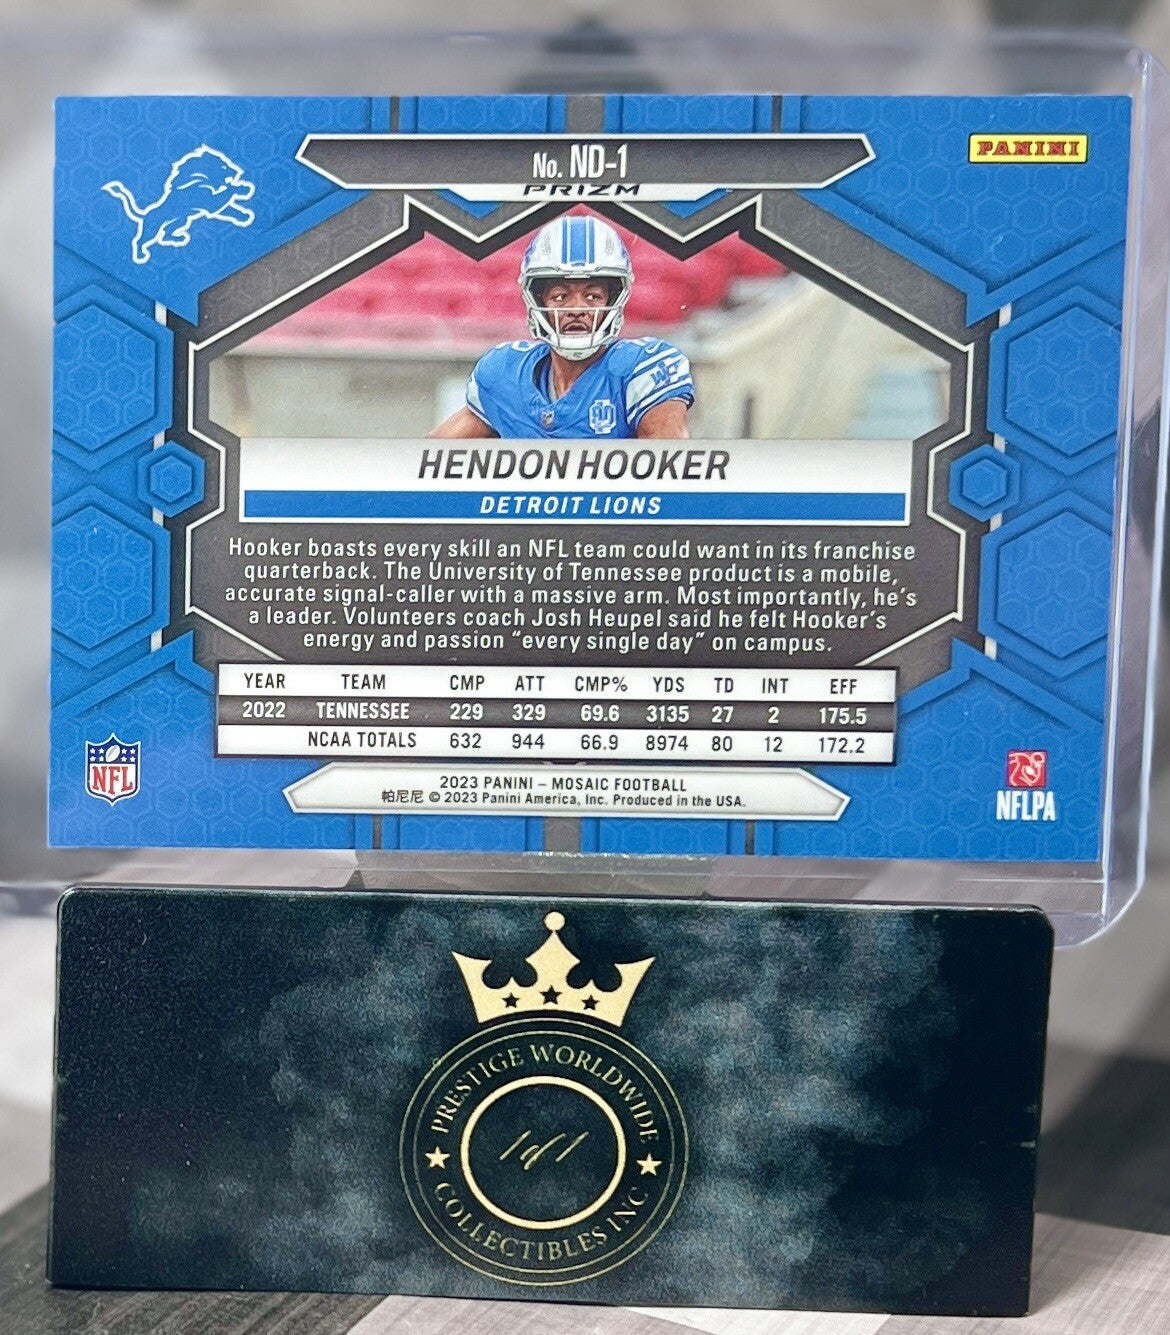 No. ND-1
PRIZM
PANINI
HENDON HOOKER
DETROIT LIONS
Hooker boasts every skill an NFL team could want in its franchise
quarterback. The University of Tennessee product is a mobile,
accurate signal-caller with a massive arm. Most importantly, he's
a leader. Volunteers coach Josh Heupel said he felt Hooker's
energy and passion "every single day" on campus.
YEAR TEAM CMP ATT CMP% YDS TD INT EFF
2022 TENNESSEE 229 329 69.6 3135 27 2 175.5
NCAA TOTALS 632 944 66.9 8974 80 12 172.2
NFL
2023 PANINI – MOSAIC FOOTBALL
帕尼尼 © 2023 Panini America, Inc. Produced in the USA.
NFLPA
PRESTIGE WORLDWIDE
1of1
COLLECTIBLES INC